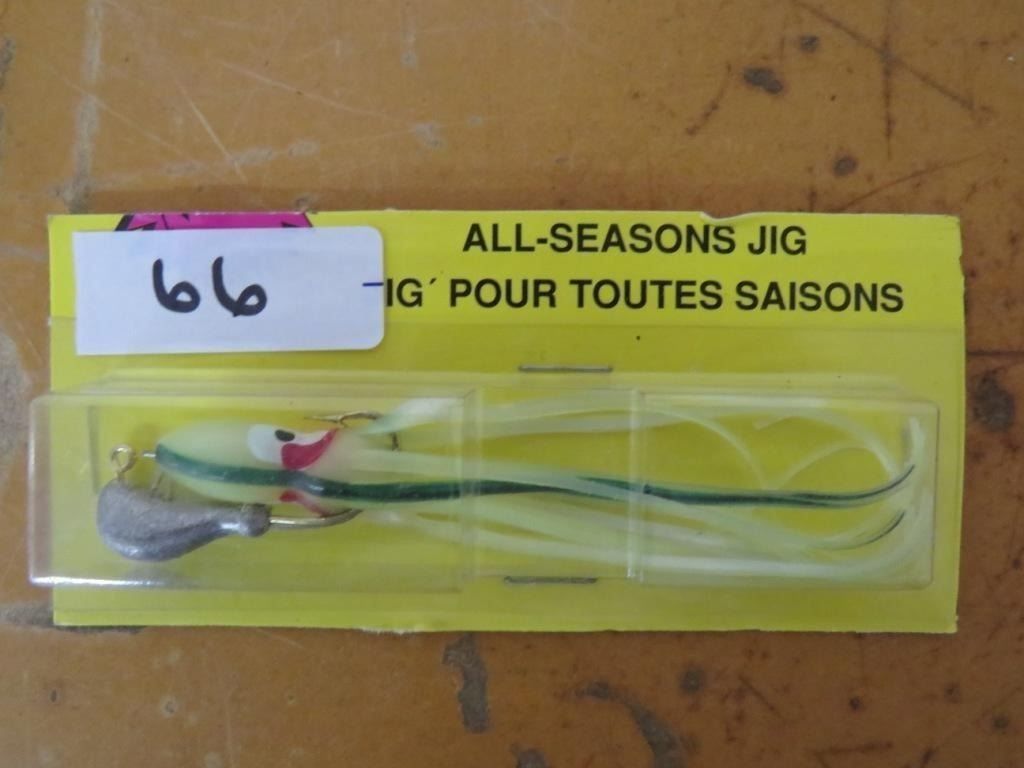 ALL-SEASONS JIG
IG´ POUR TOUTES SAISONS
66